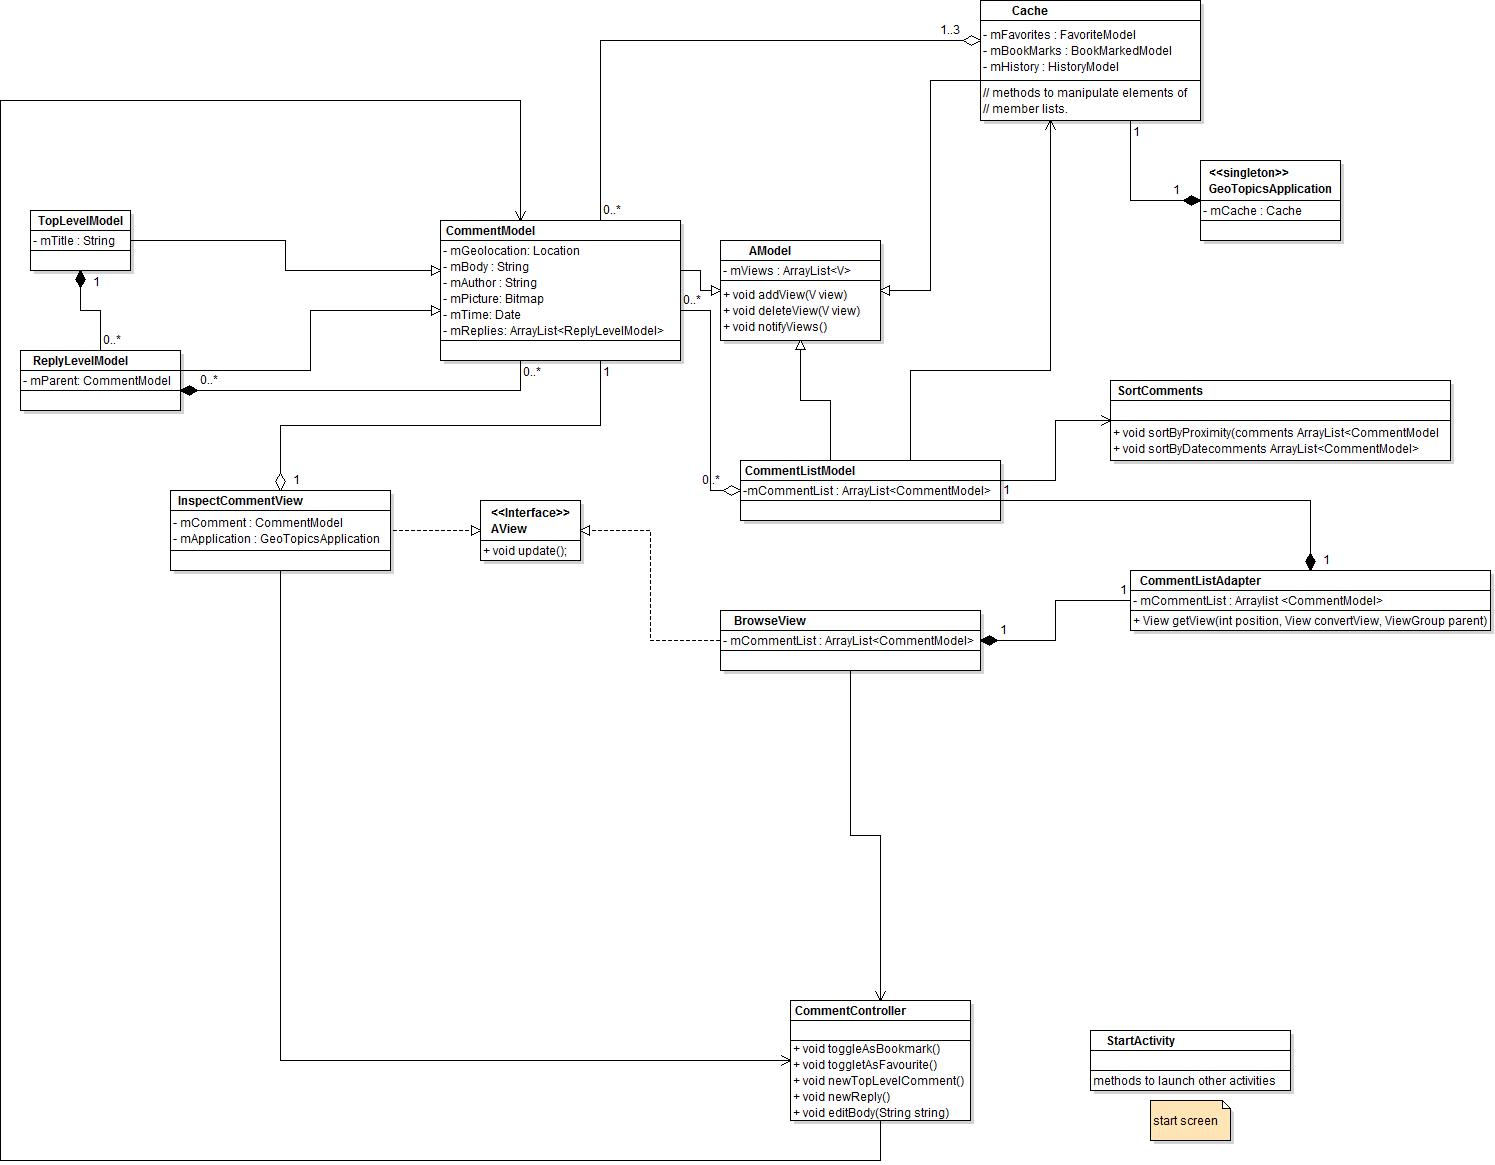 Cache
- mFavorites : FavoriteModel
- mBookMarks : BookMarkedModel
- mHistory : HistoryModel
// methods to manipulate elements of
// member lists.
1..3
1
<<singleton>>
GeoTopicsApplication
- mCache : Cache
1
TopLevelModel
- mTitle : String
1
0..*
ReplyLevelModel
- mParent: CommentModel
0..*
0..*
CommentModel
- mGeolocation: Location
- mBody : String
- mAuthor : String
- mPicture: Bitmap
- mTime: Date
- mReplies: ArrayList<ReplyLevelModel>
0..*
1
0..*
AModel
- mViews : ArrayList<V>
+ void addView(V view)
+ void deleteView(V view)
+ void notifyViews()
SortComments
+ void sortByProximity(comments ArrayList<CommentModel
+ void sortByDatecomments ArrayList<CommentModel>
0..*
CommentListModel
-mCommentList : ArrayList<CommentModel>
1
1
InspectCommentView
- mComment : CommentModel
- mApplication : GeoTopicsApplication
<<Interface>>
AView
+ void update();
1
CommentListAdapter
- mCommentList : Arraylist <CommentModel>
+ View getView(int position, View convertView, ViewGroup parent)
1
BrowseView
- mCommentList : ArrayList<CommentModel>
1
CommentController
+ void toggleAsBookmark()
+ void toggletAsFavourite()
+ void newTopLevelComment()
+ void newReply()
+ void editBody(String string)
StartActivity
methods to launch other activities
start screen